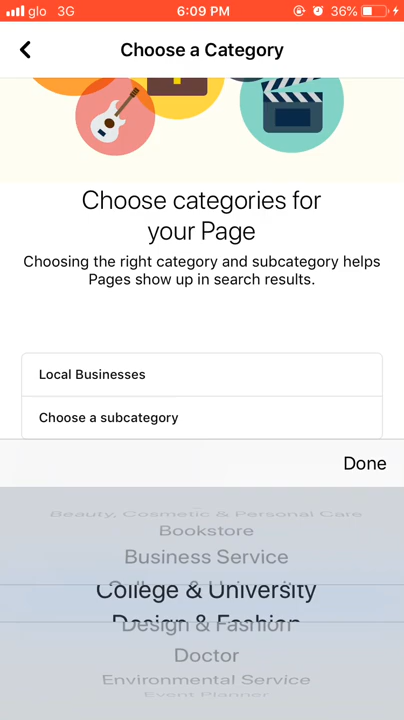 glo 3G 6:09 PM 36%
Choose a Category
Choose categories for
your Page
Choosing the right category and subcategory helps
Pages show up in search results.
Local Businesses
Choose a subcategory
Done
Beauty, Cosmetic & Personal Care
Bookstore
Business Service
College & University
Design & Fashion
Doctor
Environmental Service
Event Planner